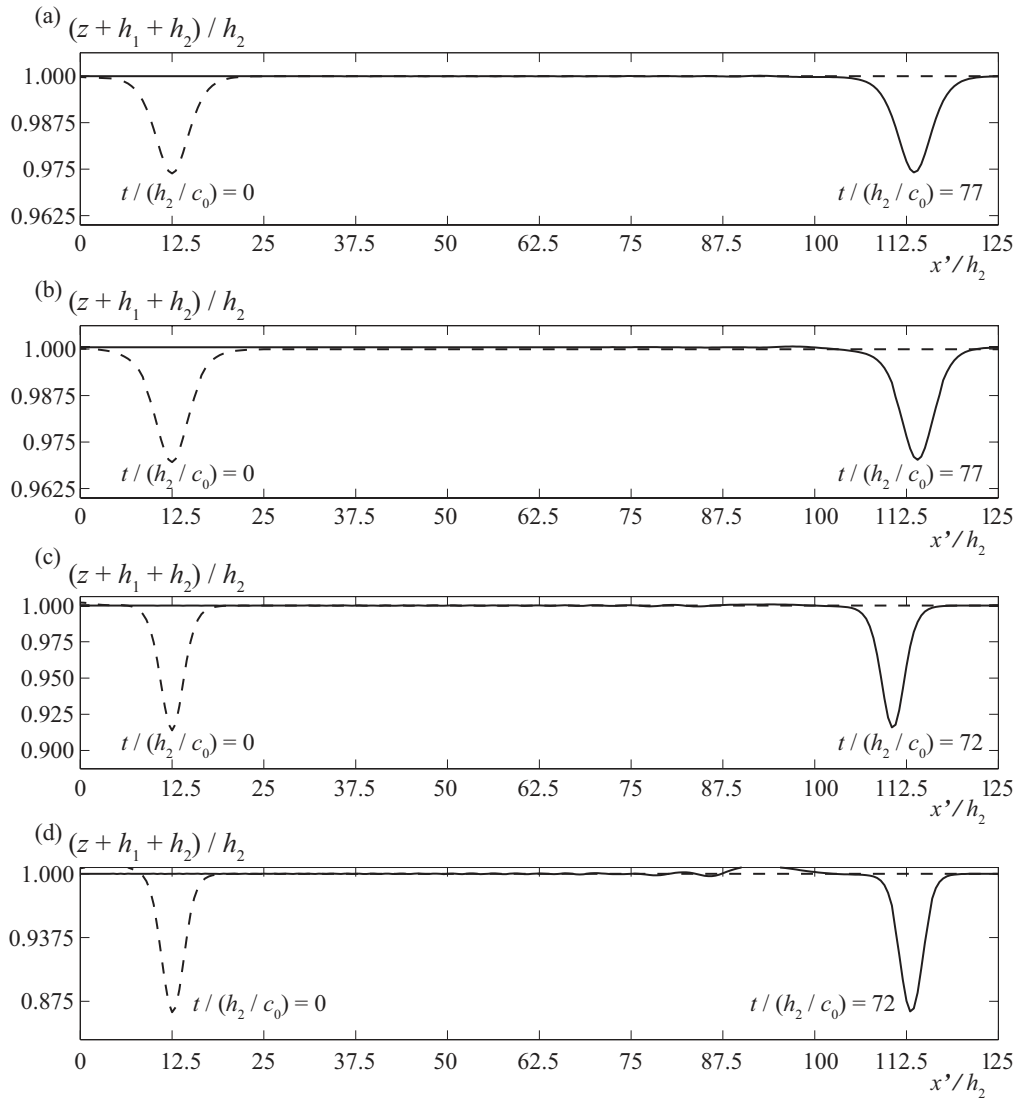 (a) (z + h₁ + h₂) / h₂
1.000
0.9875
0.975
0.9625
t / (h₂ / c₀) = 0 t / (h₂ / c₀) = 77
0 12.5 25 37.5 50 62.5 75 87.5 100 112.5 125
x'/h₂
(b) (z + h₁ + h₂) / h₂
1.000
0.9875
0.975
0.9625
t / (h₂ / c₀) = 0 t / (h₂ / c₀) = 77
0 12.5 25 37.5 50 62.5 75 87.5 100 112.5 125
x'/h₂
(c) (z + h₁ + h₂) / h₂
1.000
0.975
0.950
0.925
0.900
t / (h₂ / c₀) = 0 t / (h₂ / c₀) = 72
0 12.5 25 37.5 50 62.5 75 87.5 100 112.5 125
x'/h₂
(d) (z + h₁ + h₂) / h₂
1.000
0.9375
0.875
t / (h₂ / c₀) = 0 t / (h₂ / c₀) = 72
0 12.5 25 37.5 50 62.5 75 87.5 100 112.5 125
x'/h₂